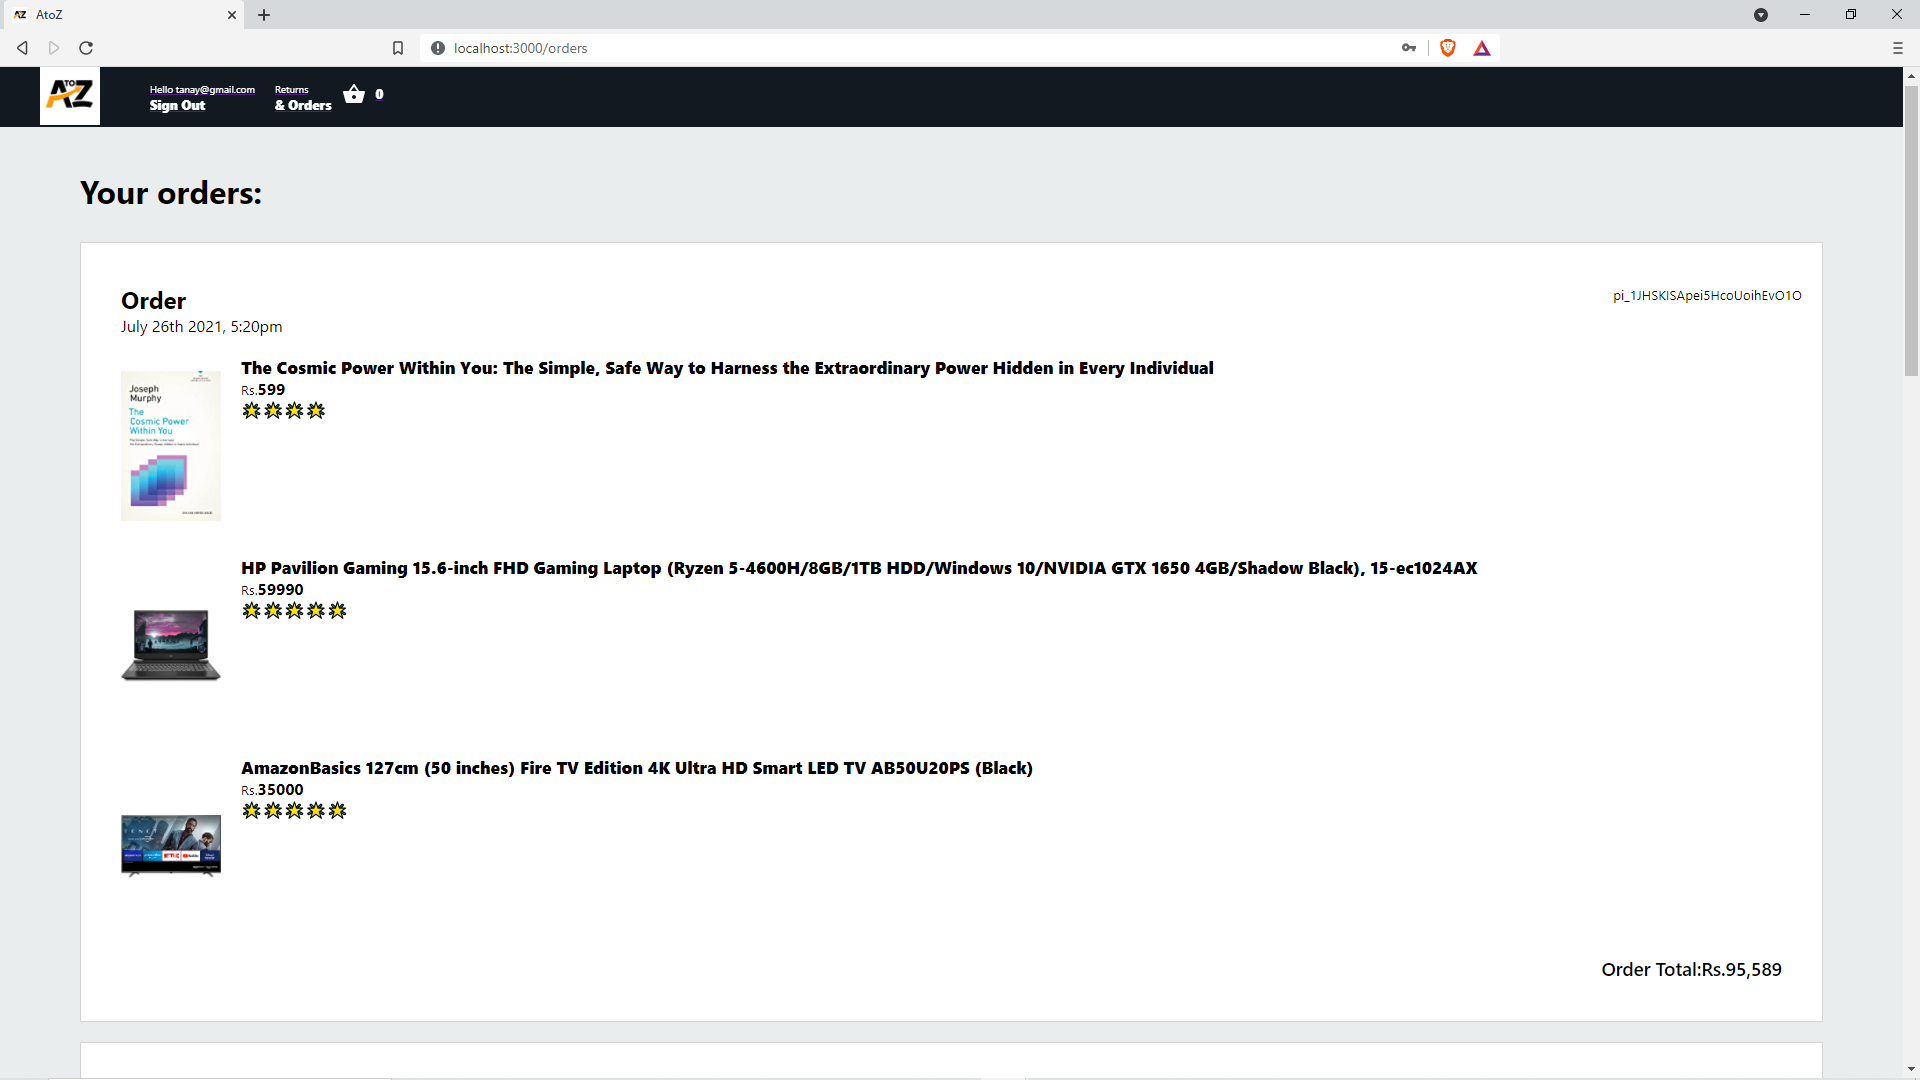 AZ AtoZ
localhost:3000/orders
ATOZ
Hello tanay@gmail.com
Sign Out
Returns
& Orders
0
Your orders:
Order
pi_1JHSKISApei5HcoUoihEvO1O
July 26th 2021, 5:20pm
The Cosmic Power Within You: The Simple, Safe Way to Harness the Extraordinary Power Hidden in Every Individual
Rs.599
Joseph
Murphy
The
Cosmic Power
Within You
HP Pavilion Gaming 15.6-inch FHD Gaming Laptop (Ryzen 5-4600H/8GB/1TB HDD/Windows 10/NVIDIA GTX 1650 4GB/Shadow Black), 15-ec1024AX
Rs.59990
AmazonBasics 127cm (50 inches) Fire TV Edition 4K Ultra HD Smart LED TV AB50U20PS (Black)
Rs.35000
TENET
NETFLIX
Order Total:Rs.95,589